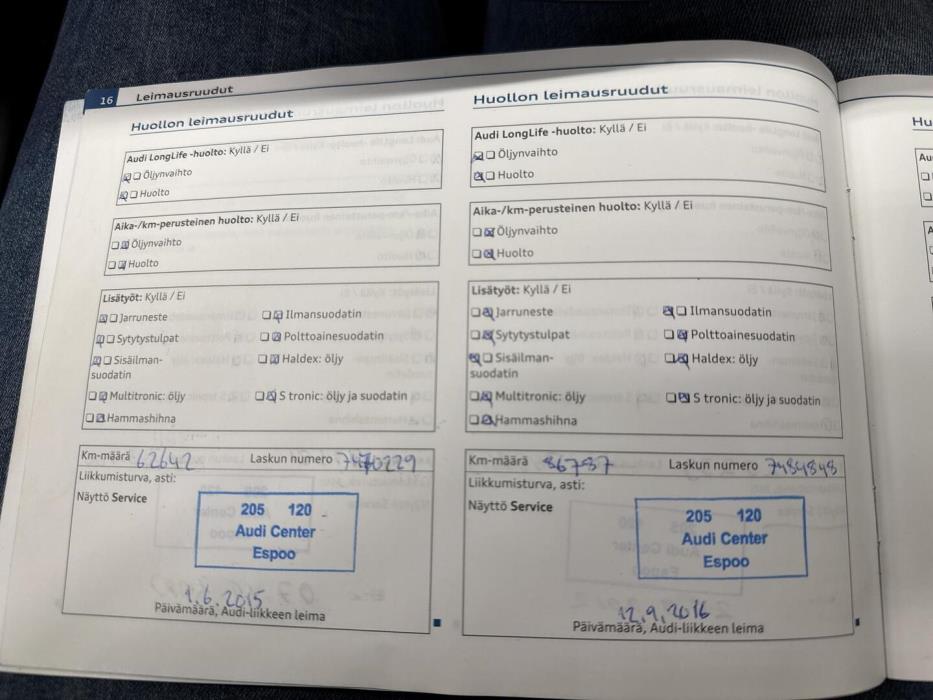 16 Leimausruudut
Huollon leimausruudut
Audi LongLife -huolto: Kyllä / Ei
Öljynvaihto
Huolto
Aika-/km-perusteinen huolto: Kyllä / Ei
Öljynvaihto
Huolto
Lisätyöt: Kyllä / Ei
Jarruneste Ilmansuodatin
Sytytystulpat Polttoainesuodatin
Sisäilman- Haldex: öljy
suodatin
Multitronic: öljy S tronic: öljy ja suodatin
Hammashihna
Km-määrä 62642 Laskun numero
Liikkumisturva, asti:
Näyttö Service
205 120
Audi Center
Espoo
1.6.2015
Päivämäärä, Audi-liikkeen leima
Huollon leimausruudut
Audi LongLife -huolto: Kyllä / Ei
Öljynvaihto
Huolto
Aika-/km-perusteinen huolto: Kyllä / Ei
Öljynvaihto
Huolto
Lisätyöt: Kyllä / Ei
Jarruneste Ilmansuodatin
Sytytystulpat Polttoainesuodatin
Sisäilman- Haldex: öljy
suodatin
Multitronic: öljy S tronic: öljy ja suodatin
Hammashihna
Km-määrä 86787 Laskun numero 7484848
Liikkumisturva, asti:
Näyttö Service
205 120
Audi Center
Espoo
12.9.2016
Päivämäärä, Audi-liikkeen leima
Hu
Au